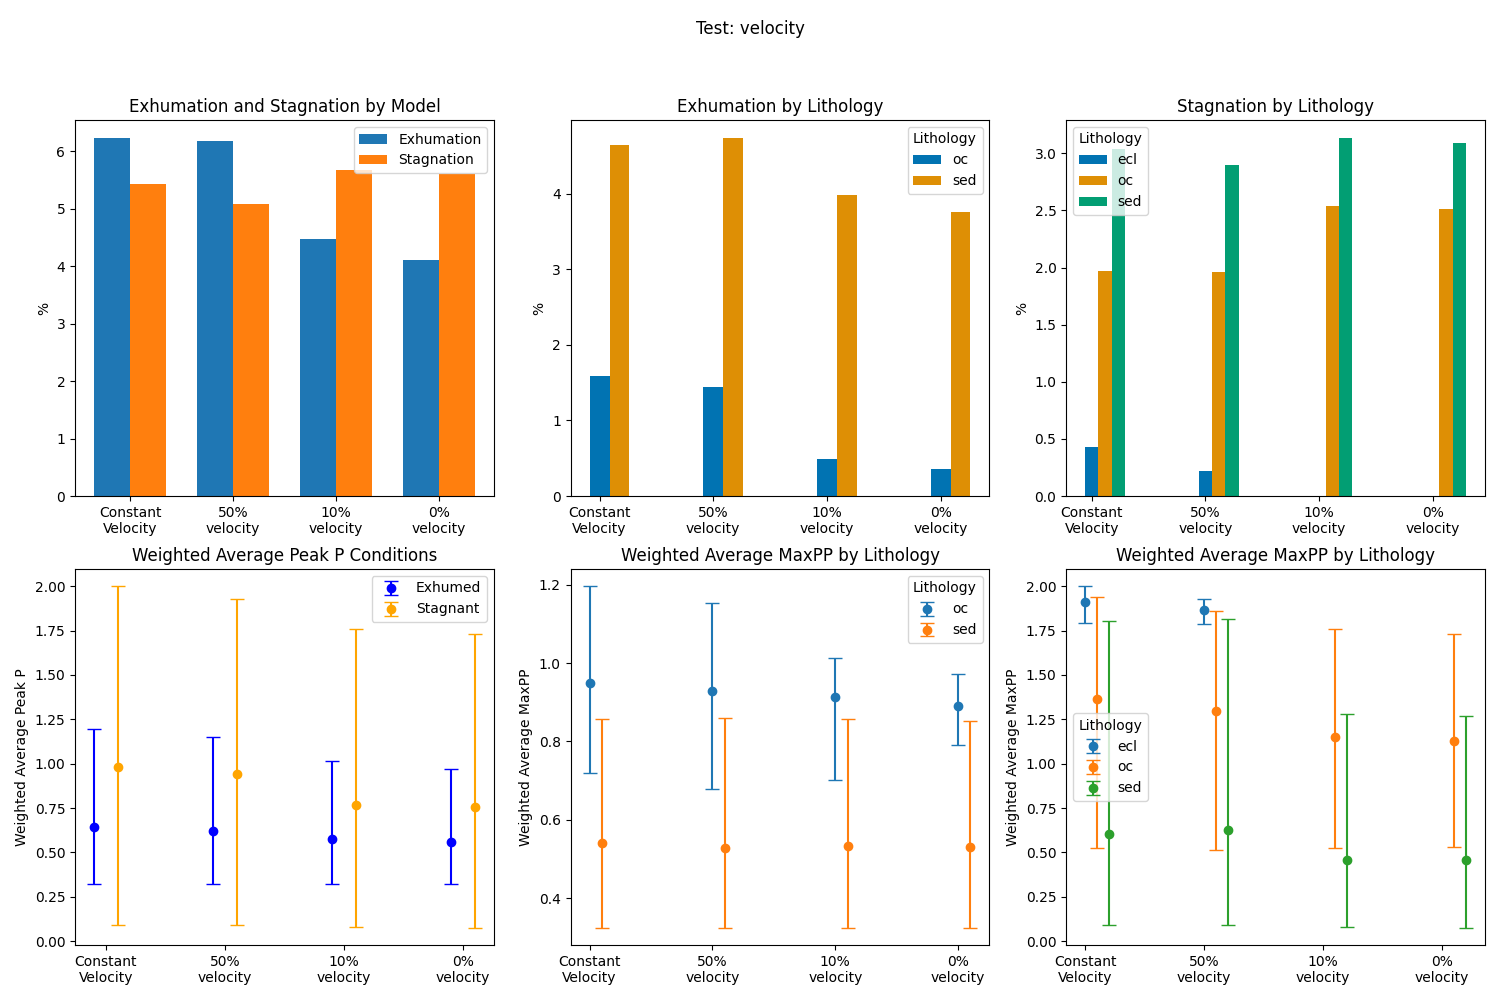 Test: velocity
Exhumation and Stagnation by Model
%
6
5
4
3
2
1
0
Exhumation
Stagnation
Constant
Velocity
50%
velocity
10%
velocity
0%
velocity
Exhumation by Lithology
%
4
3
2
1
0
Lithology
oc
sed
Constant
Velocity
50%
velocity
10%
velocity
0%
velocity
Stagnation by Lithology
%
3.0
2.5
2.0
1.5
1.0
0.5
0.0
Lithology
ecl
oc
sed
Constant
Velocity
50%
velocity
10%
velocity
0%
velocity
Weighted Average Peak P Conditions
Weighted Average Peak P
2.00
1.75
1.50
1.25
1.00
0.75
0.50
0.25
0.00
Exhumed
Stagnant
Constant
Velocity
50%
velocity
10%
velocity
0%
velocity
Weighted Average MaxPP by Lithology
Weighted Average MaxPP
1.2
1.0
0.8
0.6
0.4
Lithology
oc
sed
Constant
Velocity
50%
velocity
10%
velocity
0%
velocity
Weighted Average MaxPP by Lithology
Weighted Average MaxPP
2.00
1.75
1.50
1.25
1.00
0.75
0.50
0.25
0.00
Lithology
ecl
oc
sed
Constant
Velocity
50%
velocity
10%
velocity
0%
velocity